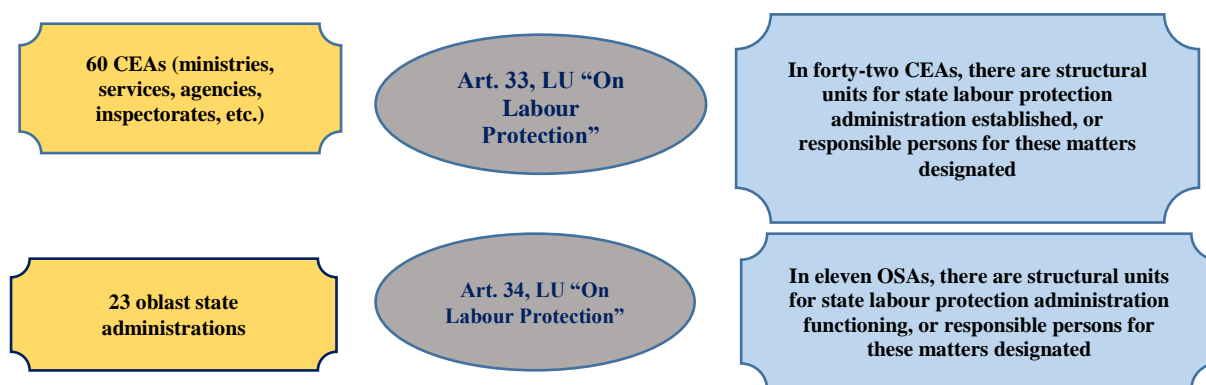 60 CEAs (ministries,
services, agencies,
inspectorates, etc.)
Art. 33, LU “On
Labour
Protection”
In forty-two CEAs, there are structural
units for state labour protection
administration established, or
responsible persons for these matters
designated
23 oblast state
administrations
Art. 34, LU “On
Labour Protection”
In eleven OSAs, there are structural units
for state labour protection administration
functioning, or responsible persons for
these matters designated